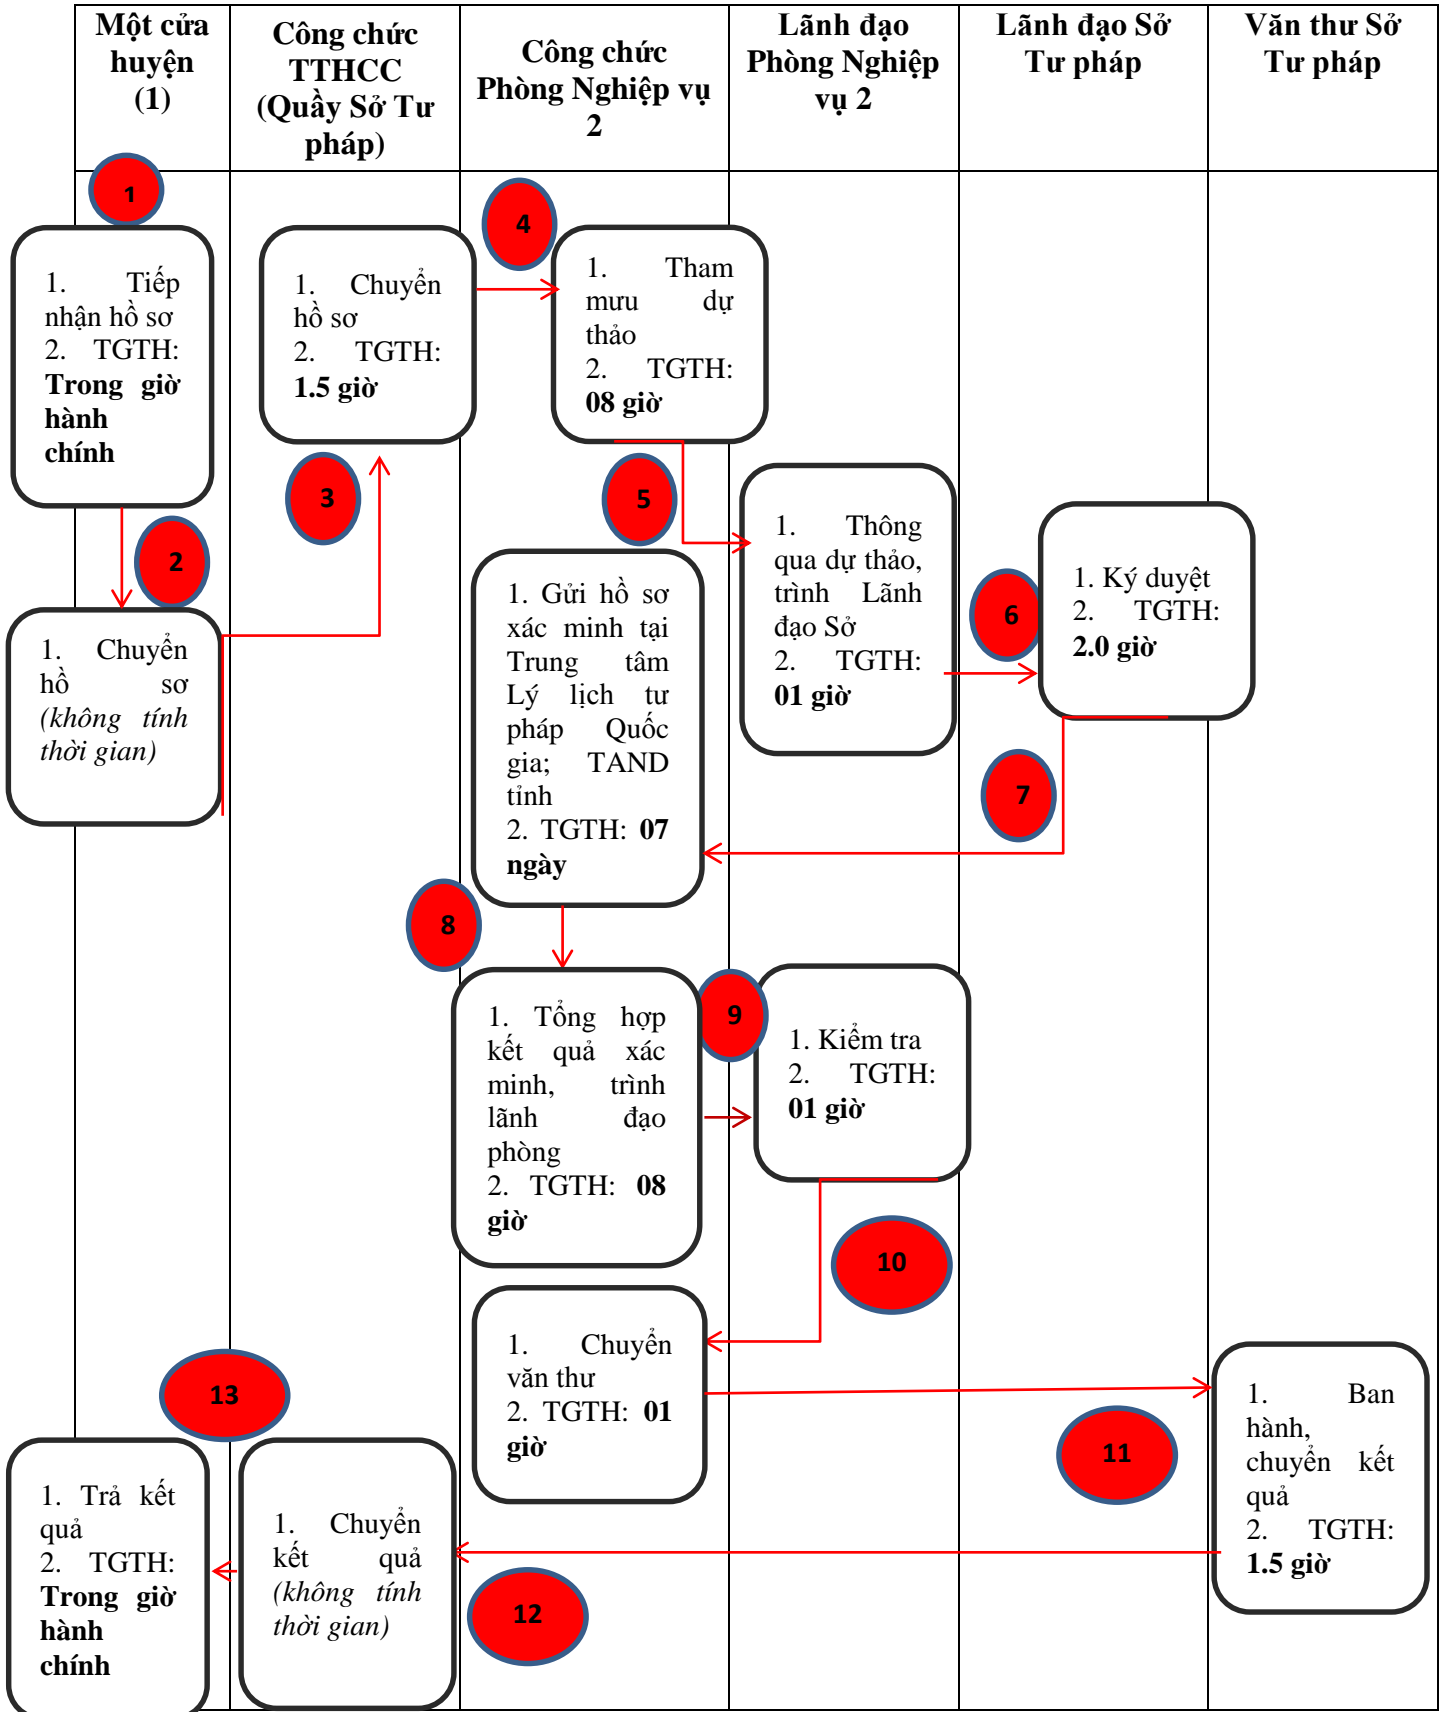 Một cửa
huyện
(1)
Công chức
TTHCC
(Quầy Sở Tư
pháp)
Công chức
Phòng Nghiệp vụ
2
Lãnh đạo
Phòng Nghiệp
vụ 2
Lãnh đạo Sở
Tư pháp
Văn thư Sở
Tư pháp
1
1. Tiếp
nhận hồ sơ
2. TGTH:
Trong giờ
hành
chính
2
1. Chuyển
hồ sơ
(không tính
thời gian)
3
1. Chuyển
hồ sơ
2. TGTH:
1.5 giờ
4
1. Tham
mưu dự
thảo
2. TGTH:
08 giờ
5
1. Thông
qua dự thảo,
trình Lãnh
đạo Sở
2. TGTH:
01 giờ
6
1. Ký duyệt
2. TGTH:
2.0 giờ
7
1. Gửi hồ sơ
xác minh tại
Trung tâm
Lý lịch tư
pháp Quốc
gia; TAND
tỉnh
2. TGTH: 07
ngày
8
1. Tổng hợp
kết quả xác
minh, trình
lãnh đạo
phòng
2. TGTH: 08
giờ
9
1. Kiểm tra
2. TGTH:
01 giờ
10
1. Chuyển
văn thư
2. TGTH: 01
giờ
11
1. Ban
hành,
chuyển kết
quả
2. TGTH:
1.5 giờ
12
1. Chuyển
kết quả
(không tính
thời gian)
13
1. Trả kết
quả
2. TGTH:
Trong giờ
hành
chính